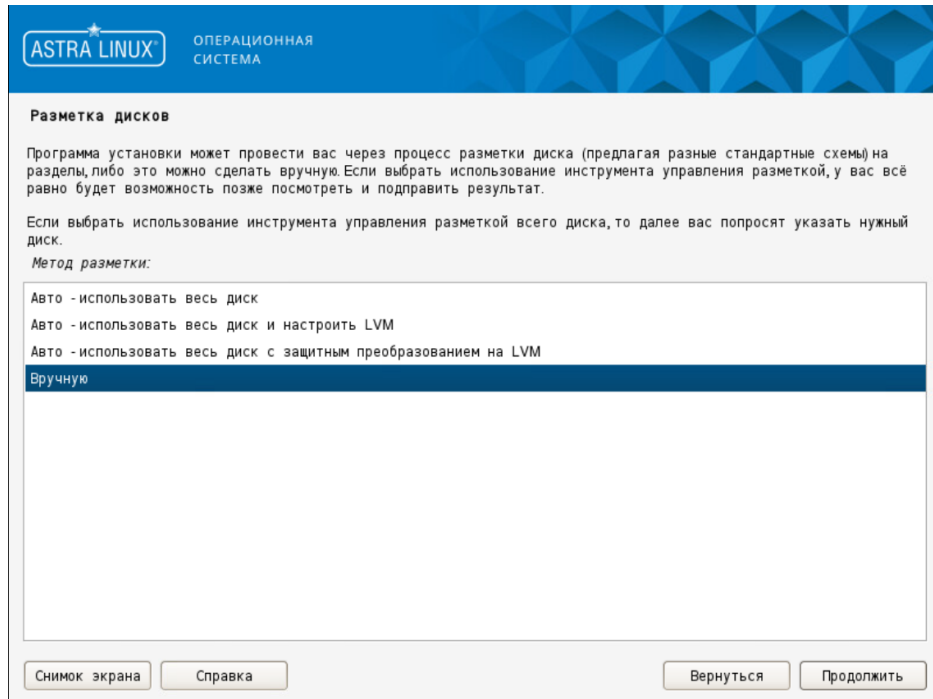 ASTRA LINUX®
ОПЕРАЦИОННАЯ
СИСТЕМА
Разметка дисков
Программа установки может провести вас через процесс разметки диска (предлагая разные стандартные схемы) на
разделы, либо это можно сделать вручную. Если выбрать использование инструмента управления разметкой, у вас всё
равно будет возможность позже посмотреть и подправить результат.
Если выбрать использование инструмента управления разметкой всего диска, то далее вас попросят указать нужный
диск.
Метод разметки:
Авто - использовать весь диск
Авто - использовать весь диск и настроить LVM
Авто - использовать весь диск с защитным преобразованием на LVM
Вручную
Снимок экрана
Справка
Вернуться
Продолжить